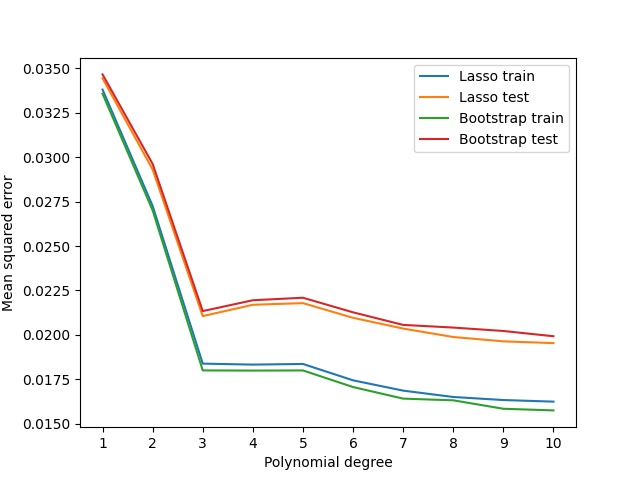 Lasso train
Lasso test
Bootstrap train
Bootstrap test
Mean squared error
0.0350
0.0325
0.0300
0.0275
0.0250
0.0225
0.0200
0.0175
0.0150
1 2 3 4 5 6 7 8 9 10
Polynomial degree